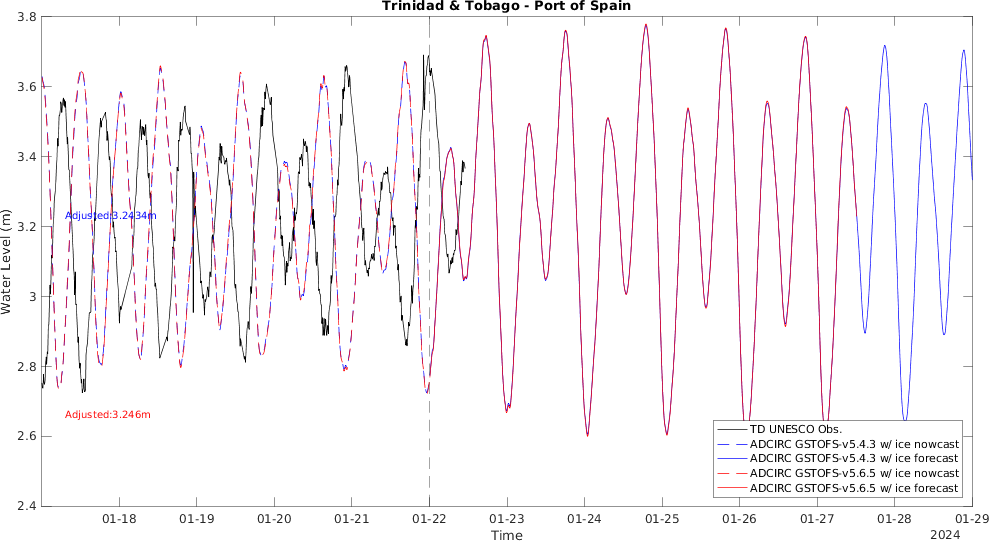 Trinidad & Tobago - Port of Spain
3.8
3.6
3.4
3.2
3
2.8
2.6
2.4
Water Level (m)
Adjusted:3.2434m
Adjusted:3.246m
TD UNESCO Obs.
ADCIRC GSTOFS-v5.4.3 w/ ice nowcast
ADCIRC GSTOFS-v5.4.3 w/ ice forecast
ADCIRC GSTOFS-v5.6.5 w/ ice nowcast
ADCIRC GSTOFS-v5.6.5 w/ ice forecast
01-18 01-19 01-20 01-21 01-22 01-23 01-24 01-25 01-26 01-27 01-28 01-29
Time
2024